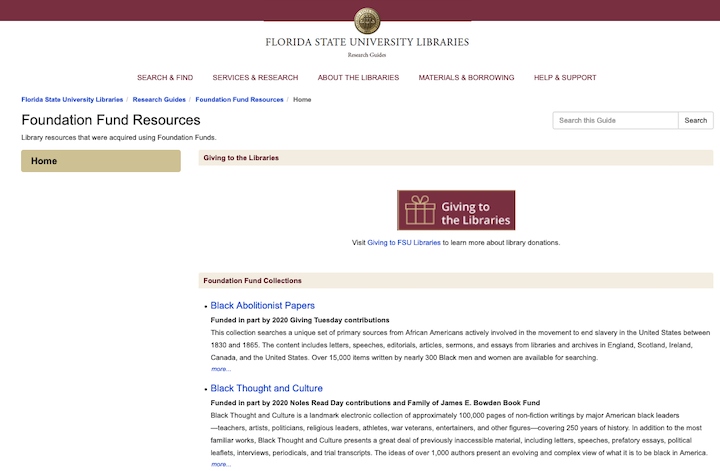 FLORIDA STATE UNIVERSITY LIBRARIES
Research Guides
SEARCH & FIND SERVICES & RESEARCH ABOUT THE LIBRARIES MATERIALS & BORROWING HELP & SUPPORT
Florida State University Libraries / Research Guides / Foundation Fund Resources / Home
Foundation Fund Resources
Search this Guide Search
Library resources that were acquired using Foundation Funds.
Home
Giving to the Libraries
Giving to
the Libraries
Visit Giving to FSU Libraries to learn more about library donations.
Foundation Fund Collections
• Black Abolitionist Papers
Funded in part by 2020 Giving Tuesday contributions
This collection searches a unique set of primary sources from African Americans actively involved in the movement to end slavery in the United States between
1830 and 1865. The content includes letters, speeches, editorials, articles, sermons, and essays from libraries and archives in England, Scotland, Ireland,
Canada, and the United States. Over 15,000 items written by nearly 300 Black men and women are available for searching.
more...
• Black Thought and Culture
Funded in part by 2020 Noles Read Day contributions and Family of James E. Bowden Book Fund
Black Thought and Culture is a landmark electronic collection of approximately 100,000 pages of non-fiction writings by major American black leaders
—teachers, artists, politicians, religious leaders, athletes, war veterans, entertainers, and other figures—covering 250 years of history. In addition to the most
familiar works, Black Thought and Culture presents a great deal of previously inaccessible material, including letters, speeches, prefatory essays, political
leaflets, interviews, periodicals, and trial transcripts. The ideas of over 1,000 authors present an evolving and complex view of what it is to be black in America.
more...